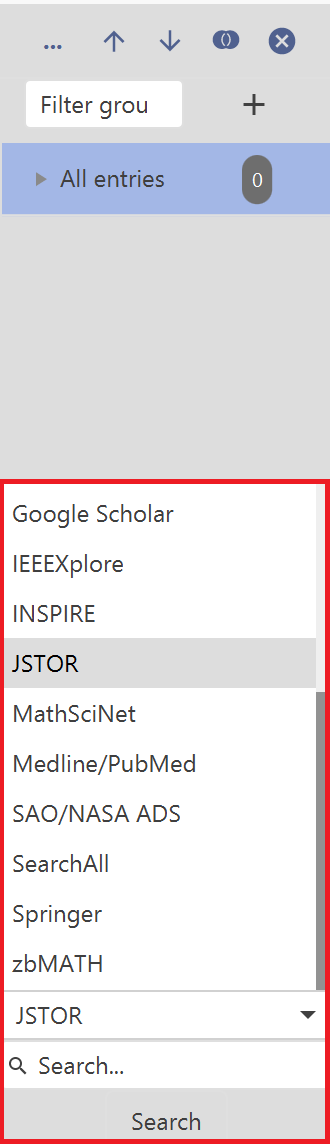 ...
Filter grou
All entries 0
Google Scholar
IEEEXplore
INSPIRE
JSTOR
MathSciNet
Medline/PubMed
SAO/NASA ADS
SearchAll
Springer
zbMATH
JSTOR
Search...
Search